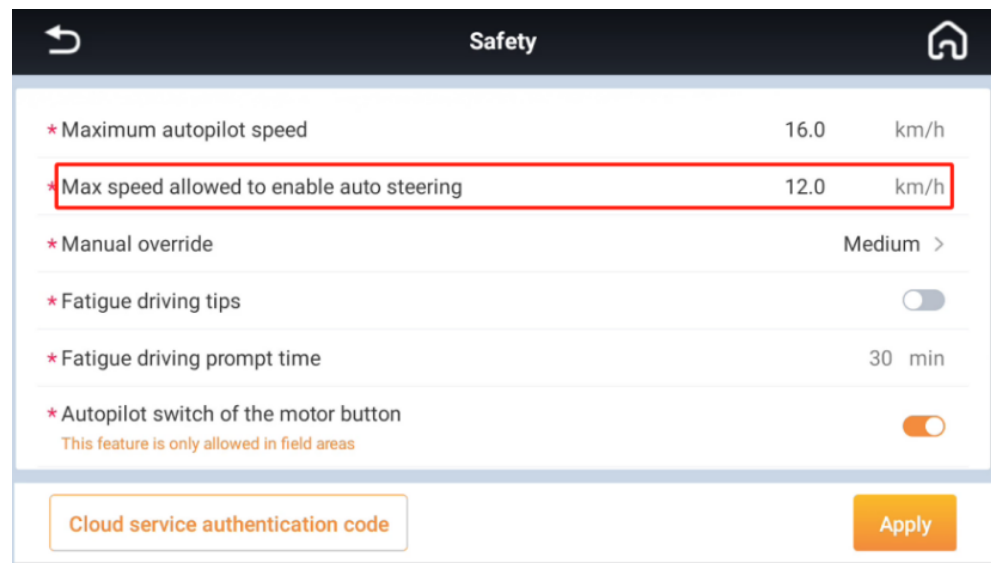 Safety
* Maximum autopilot speed 16.0 km/h
* Max speed allowed to enable auto steering 12.0 km/h
* Manual override Medium >
* Fatigue driving tips
* Fatigue driving prompt time 30 min
* Autopilot switch of the motor button
This feature is only allowed in field areas
Cloud service authentication code Apply